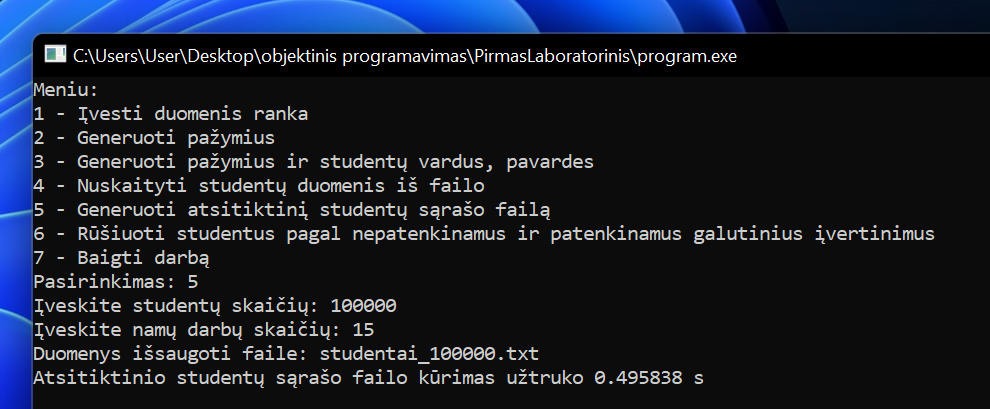 C:\Users\User\Desktop\objektinis programavimas\PirmasLaboratorinis\program.exe
Meniu:
1 - Įvesti duomenis ranka
2 - Generuoti pažymius
3 - Generuoti pažymius ir studentų vardus, pavardes
4 - Nuskaityti studentų duomenis iš failo
5 - Generuoti atsitiktinį studentų sąrašo failą
6 - Rūšiuoti studentus pagal nepatenkinamus ir patenkinamus galutinius įvertinimus
7 - Baigti darbą
Pasirinkimas: 5
Įveskite studentų skaičių: 100000
Įveskite namų darbų skaičių: 15
Duomenys išsaugoti faile: studentai_100000.txt
Atsitiktinio studentų sąrašo failo kūrimas užtruko 0.495838 s